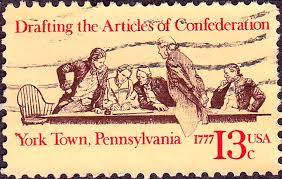 Drafting the Articles of Confederation
York Town, Pennsylvania 1777 13c USA